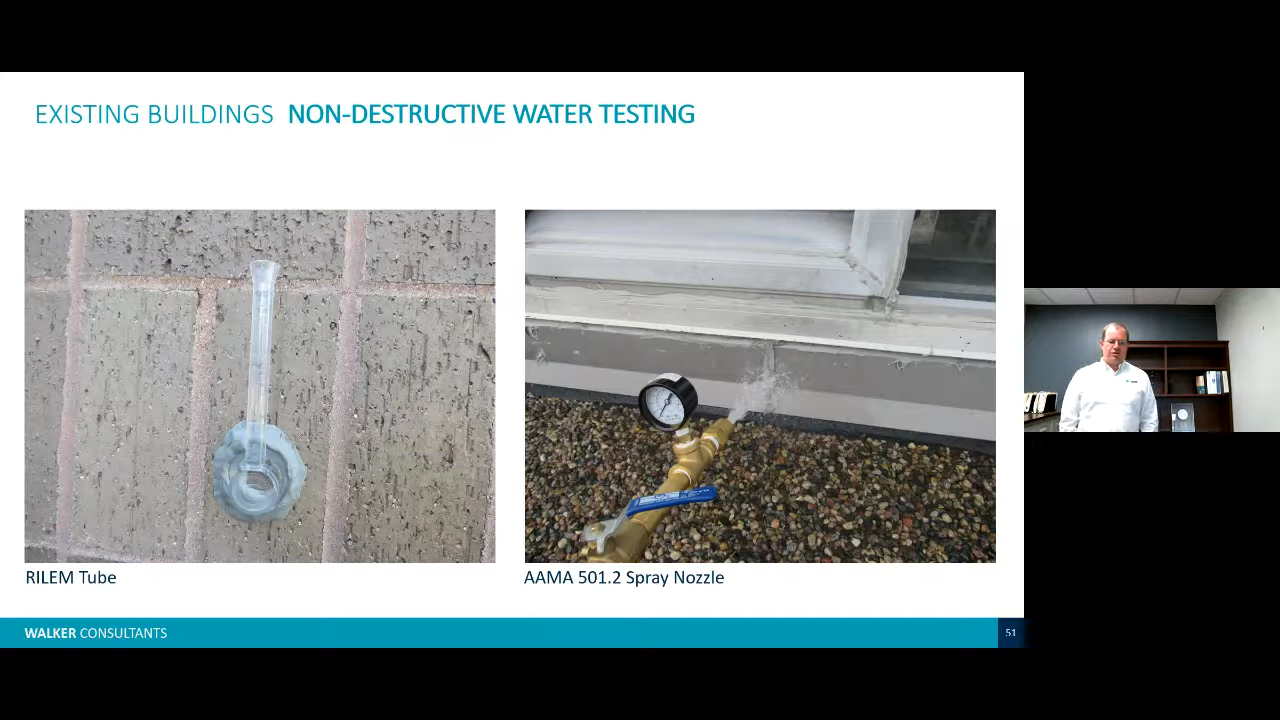 EXISTING BUILDINGS NON-DESTRUCTIVE WATER TESTING
RILEM Tube
AAMA 501.2 Spray Nozzle
WALKER CONSULTANTS
51